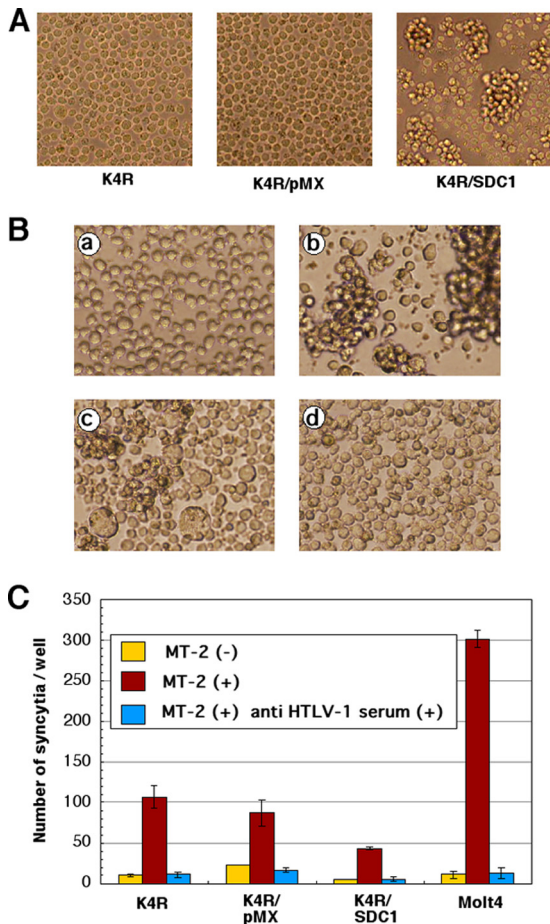 A
K4R
K4R/pMX
K4R/SDC1
B
a
b
c
d
C
Number of syncytia / well
350
300
250
200
150
100
50
0
MT-2 (-)
MT-2 (+)
MT-2 (+) anti HTLV-1 serum (+)
K4R
K4R/
pMX
K4R/
SDC1
Molt4